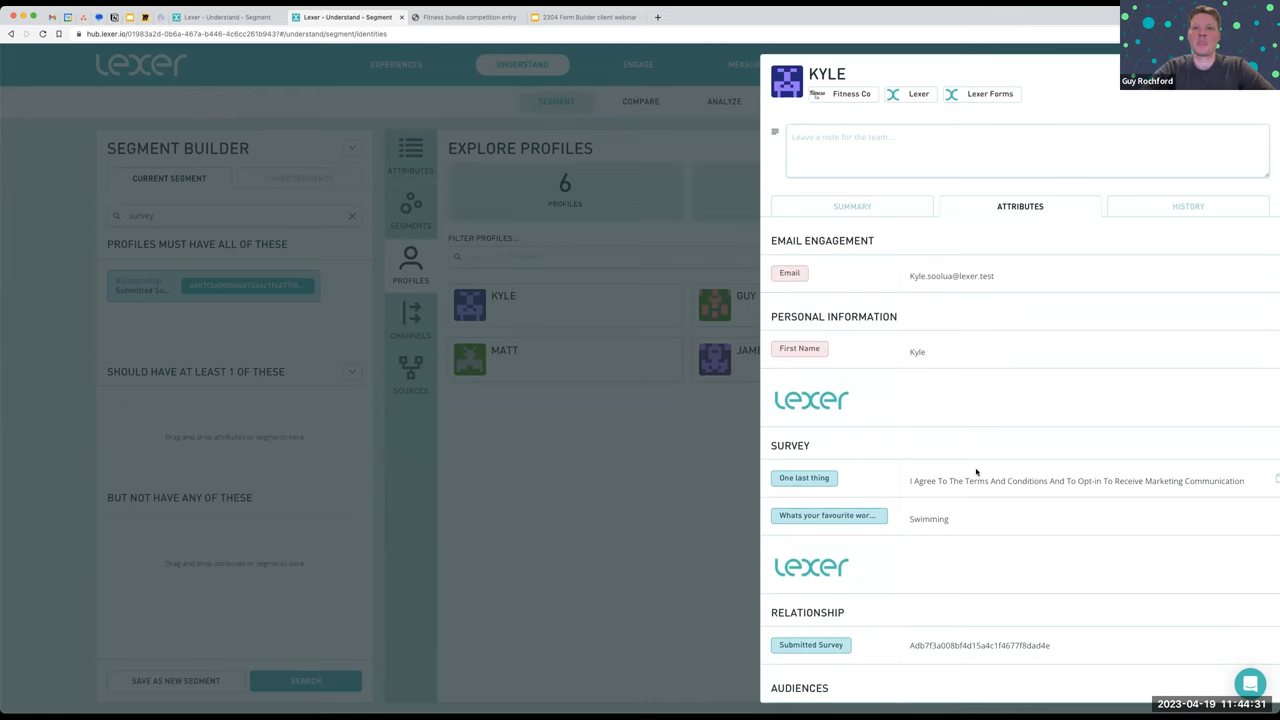 Lexer - Understand - Segment
Lexer - Understand - Segment
Fitness bundle competition entry
2304 Form Builder client webinar
hub.lexer.io/01983a2d-0b6a-467a-b446-4c6cc261b943?#/understand/segment/identities
Guy Rochford
Lexer
EXPERIENCES
UNDERSTAND
ENGAGE
MEASUR
SEGMENT
COMPARE
ANALYZE
SEGMENT BUILDER
CURRENT SEGMENT
SAVED SEGMENTS
survey
PROFILES MUST HAVE ALL OF THESE
Relationship
Submitted Su...
adb7f3a008bf4d15a4c1f4677f8...
SHOULD HAVE AT LEAST 1 OF THESE
Drag and drop attributes or segments here
BUT NOT HAVE ANY OF THESE
Drag and drop attributes or segments here
SAVE AS NEW SEGMENT
SEARCH
ATTRIBUTES
SEGMENTS
PROFILES
CHANNELS
SOURCES
EXPLORE PROFILES
6
PROFILES
FILTER PROFILES...
KYLE
GUY
MATT
JAME
KYLE
Fitness Co
Lexer
Lexer Forms
Leave a note for the team...
SUMMARY
ATTRIBUTES
HISTORY
EMAIL ENGAGEMENT
Email
Kyle.soolua@lexer.test
PERSONAL INFORMATION
First Name
Kyle
Lexer
SURVEY
One last thing
I Agree To The Terms And Conditions And To Opt-in To Receive Marketing Communication
Whats your favourite wor...
Swimming
Lexer
RELATIONSHIP
Submitted Survey
Adb7f3a008bf4d15a4c1f4677f8dad4e
AUDIENCES
2023-04-19 11:44:31